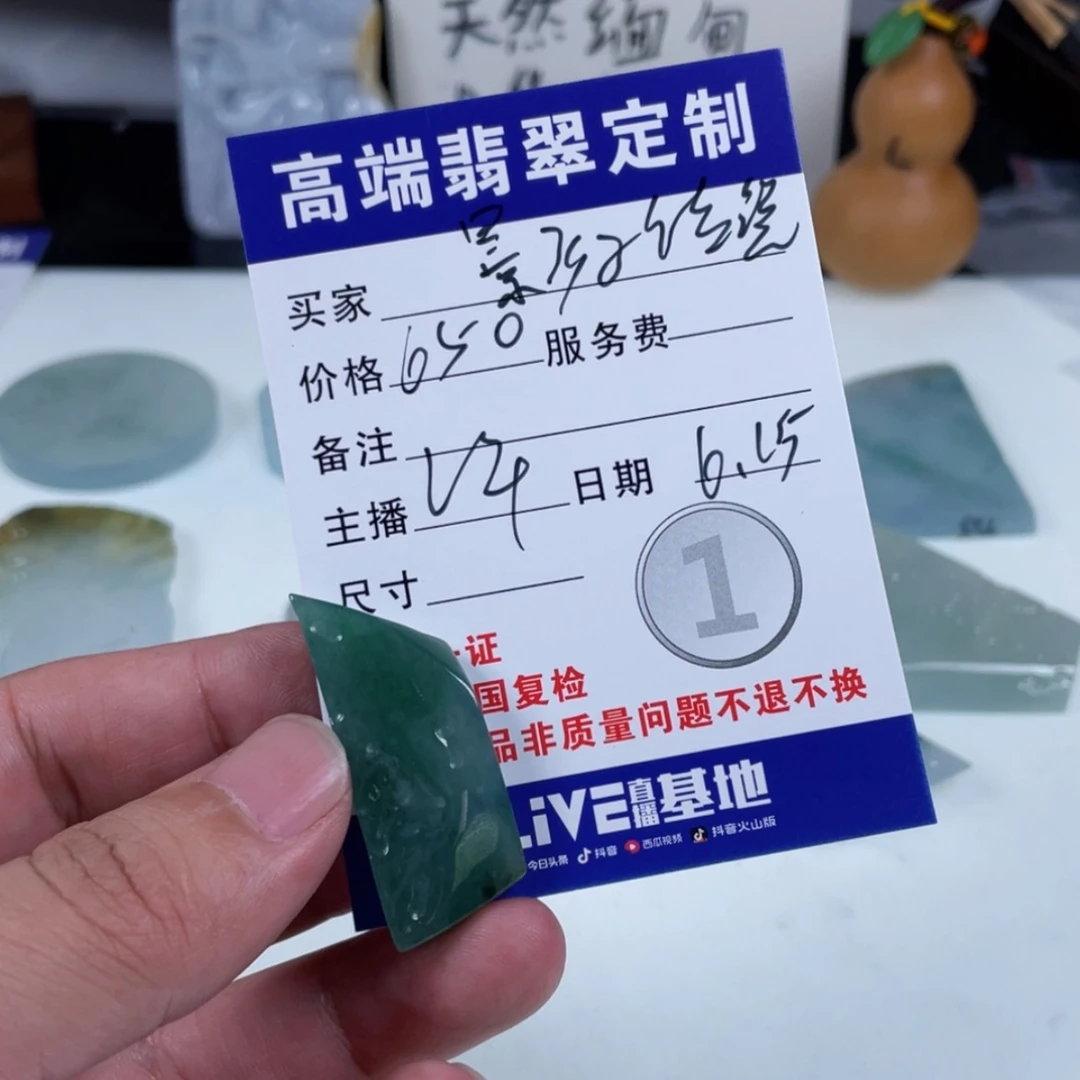 天然缅甸
高端翡翠定制
买家
价格 650 服务费
备注
主播 日期 6.15
尺寸
证
国复检
品非质量问题不退不换
1
LiVE直播基地
今日头条 抖音 西瓜视频 抖音火山版